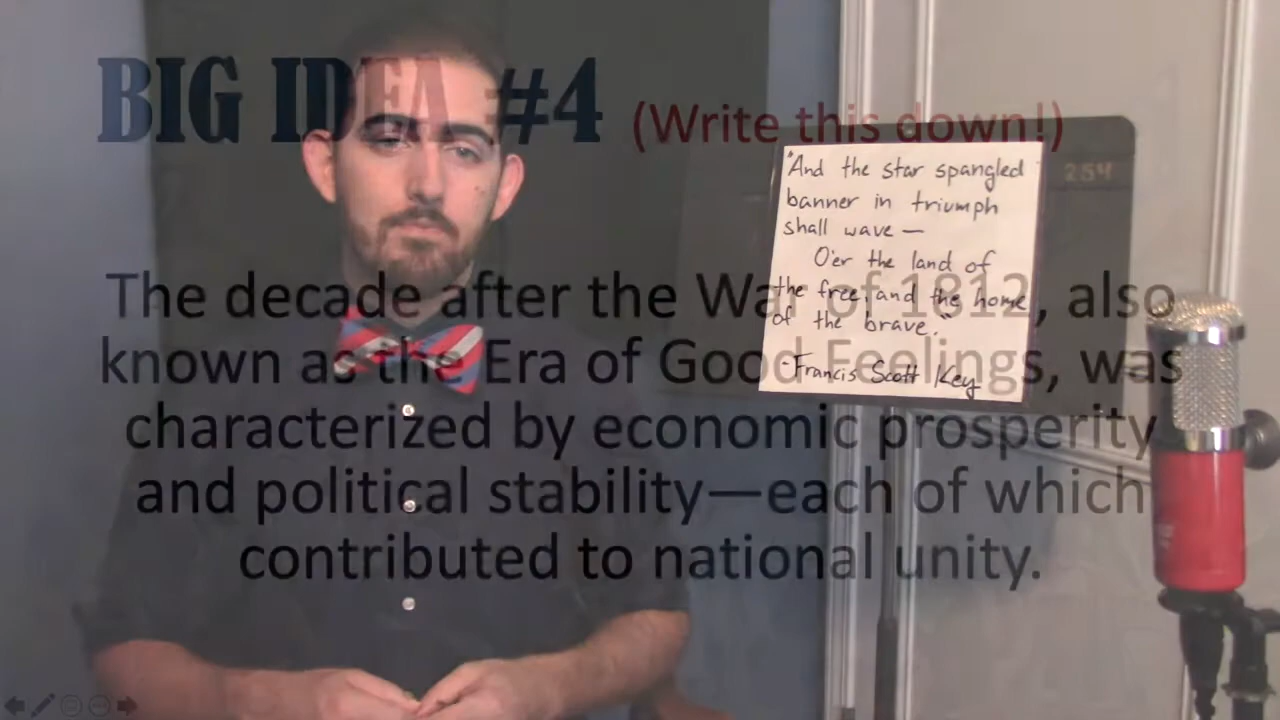 BIG IDEA #4 (Write this down!)
The decade after the War of 1812, also
known as the Era of Good Feelings, was
characterized by economic prosperity
and political stability—each of which
contributed to national unity.
"And the star spangled
banner in triumph
shall wave —
O'er the land of
the free, and the home
of the brave."
-Francis Scott Key
254